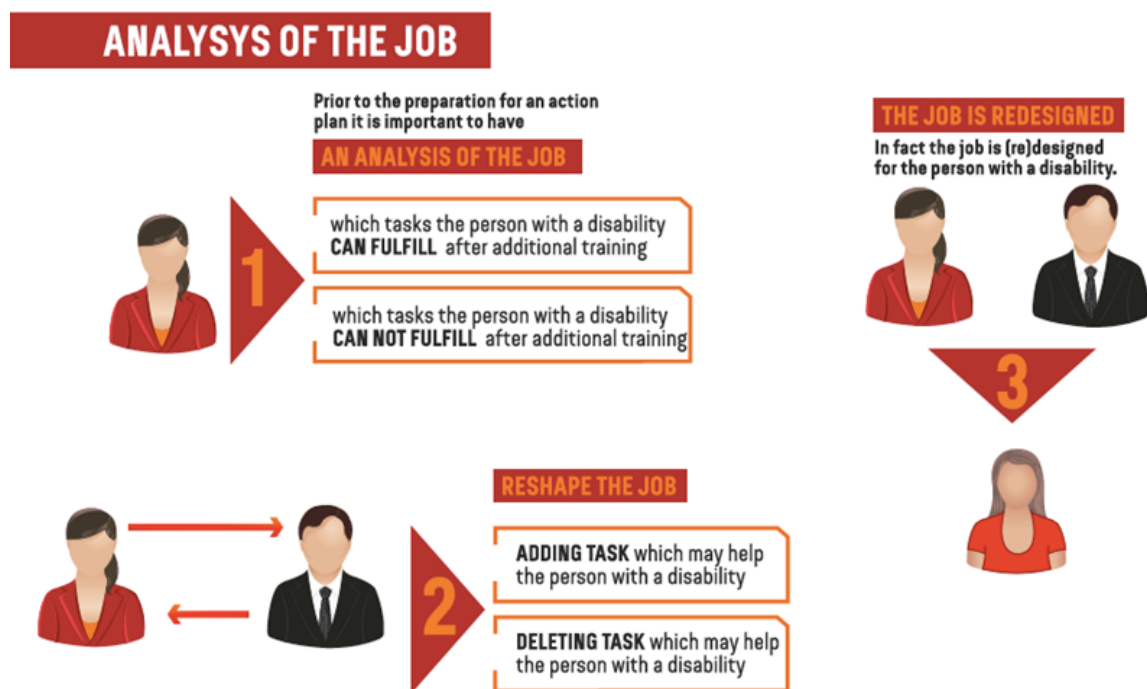 ANALYSYS OF THE JOB
Prior to the preparation for an action
plan it is important to have
AN ANALYSIS OF THE JOB
1
which tasks the person with a disability
CAN FULFILL after additional training
which tasks the person with a disability
CAN NOT FULFILL after additional training
2
RESHAPE THE JOB
ADDING TASK which may help
the person with a disability
DELETING TASK which may help
the person with a disability
THE JOB IS REDESIGNED
In fact the job is (re)designed
for the person with a disability.
3